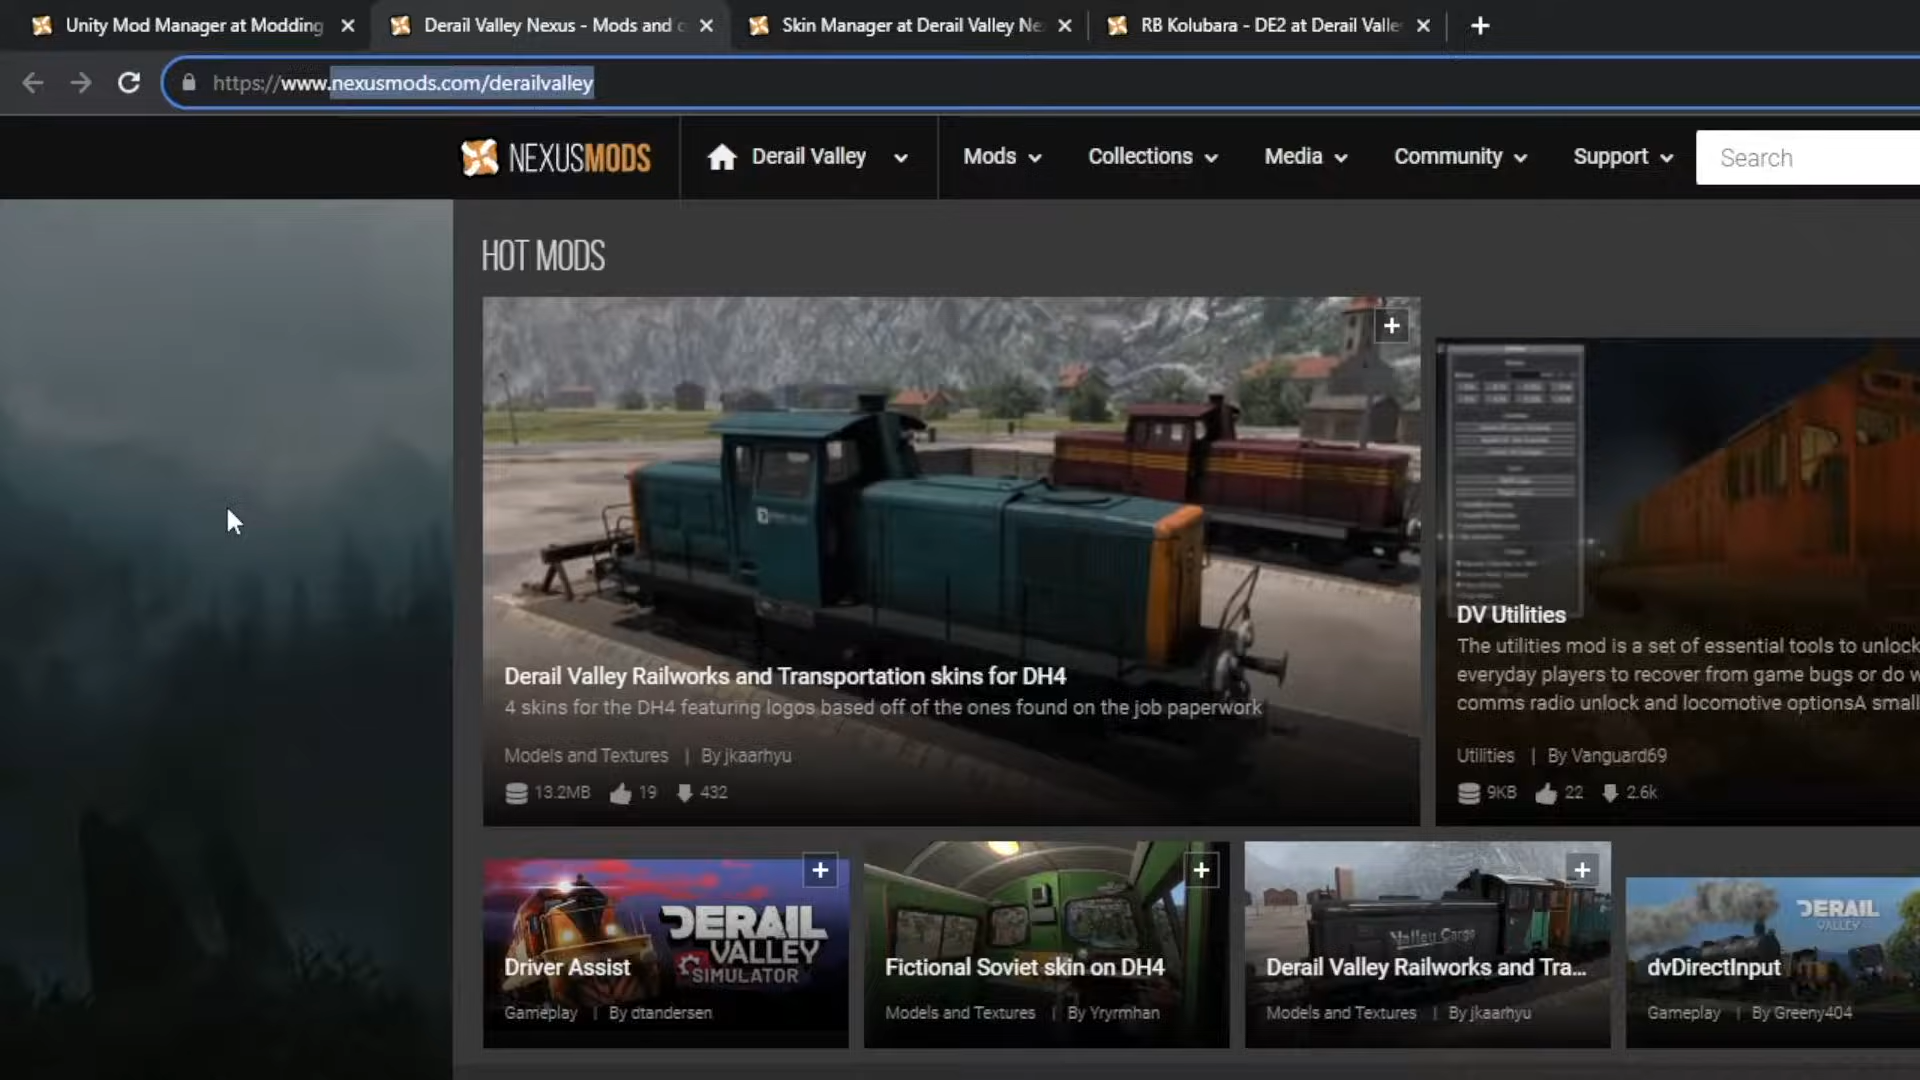 Unity Mod Manager at Modding
Derail Valley Nexus - Mods and c
Skin Manager at Derail Valley Ne
RB Kolubara - DE2 at Derail Valle
https://www.nexusmods.com/derailvalley
NEXUSMODS
Derail Valley
Mods
Collections
Media
Community
Support
Search
HOT MODS
Derail Valley Railworks and Transportation skins for DH4
4 skins for the DH4 featuring logos based off of the ones found on the job paperwork
Models and Textures | By jkaarhyu
13.2MB 19 432
DV Utilities
The utilities mod is a set of essential tools to unlock
everyday players to recover from game bugs or do w
comms radio unlock and locomotive optionsA small
Utilities | By Vanguard69
9KB 22 2.6k
DERAIL
VALLEY
SIMULATOR
Driver Assist
Gameplay | By dtandersen
Fictional Soviet skin on DH4
Models and Textures | By Yryrmhan
Valley Cargo
Derail Valley Railworks and Tra...
Models and Textures | By jkaarhyu
DERAIL
VALLEY
dvDirectInput
Gameplay | By Greeny404